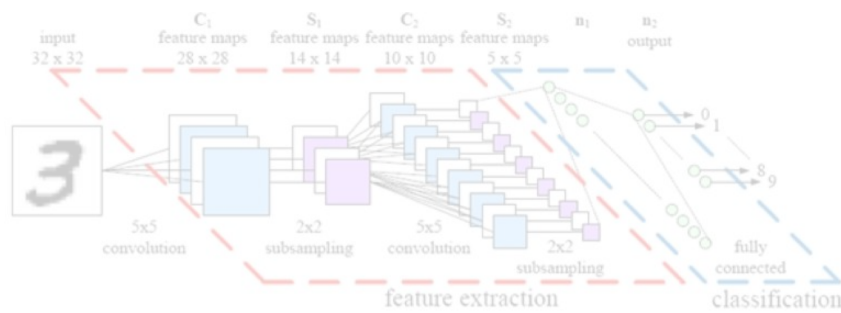 C₁
feature maps
28 x 28
S₁
feature maps
14 x 14
C₂
feature maps
10 x 10
S₂
feature maps
5 x 5
n₁
n₂
output
input
32 x 32
3
0
1
8
9
5x5
convolution
2x2
subsampling
5x5
convolution
2x2
subsampling
fully
connected
feature extraction
classification